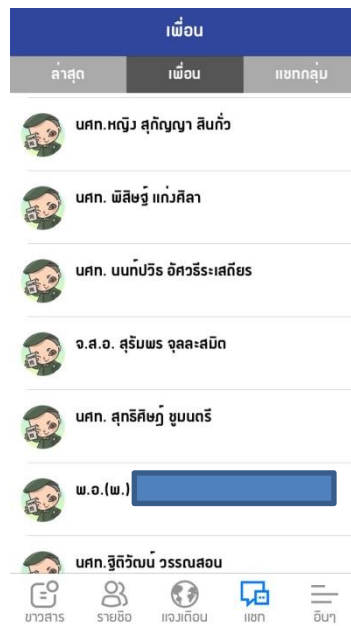 เพื่อน
ล่าสุด เพื่อน แชทกลุ่ม
นศท.หญิง สุกัญญา สินกั่ว
นศท. พิสิษฐ์ แก่งศิลา
นศท. นนท์ปวิธ อัศวธีระเสถียร
จ.ส.อ. สุรัมพร จุลละสมิต
นศท. สุทธิศิษฎ์ ชูมนตรี
พ.อ.(พ.)
นศท.ฐิติวัฒน์ วรรณสอน
ข่าวสาร รายชื่อ แจ้งเตือน แชท อื่นๆ